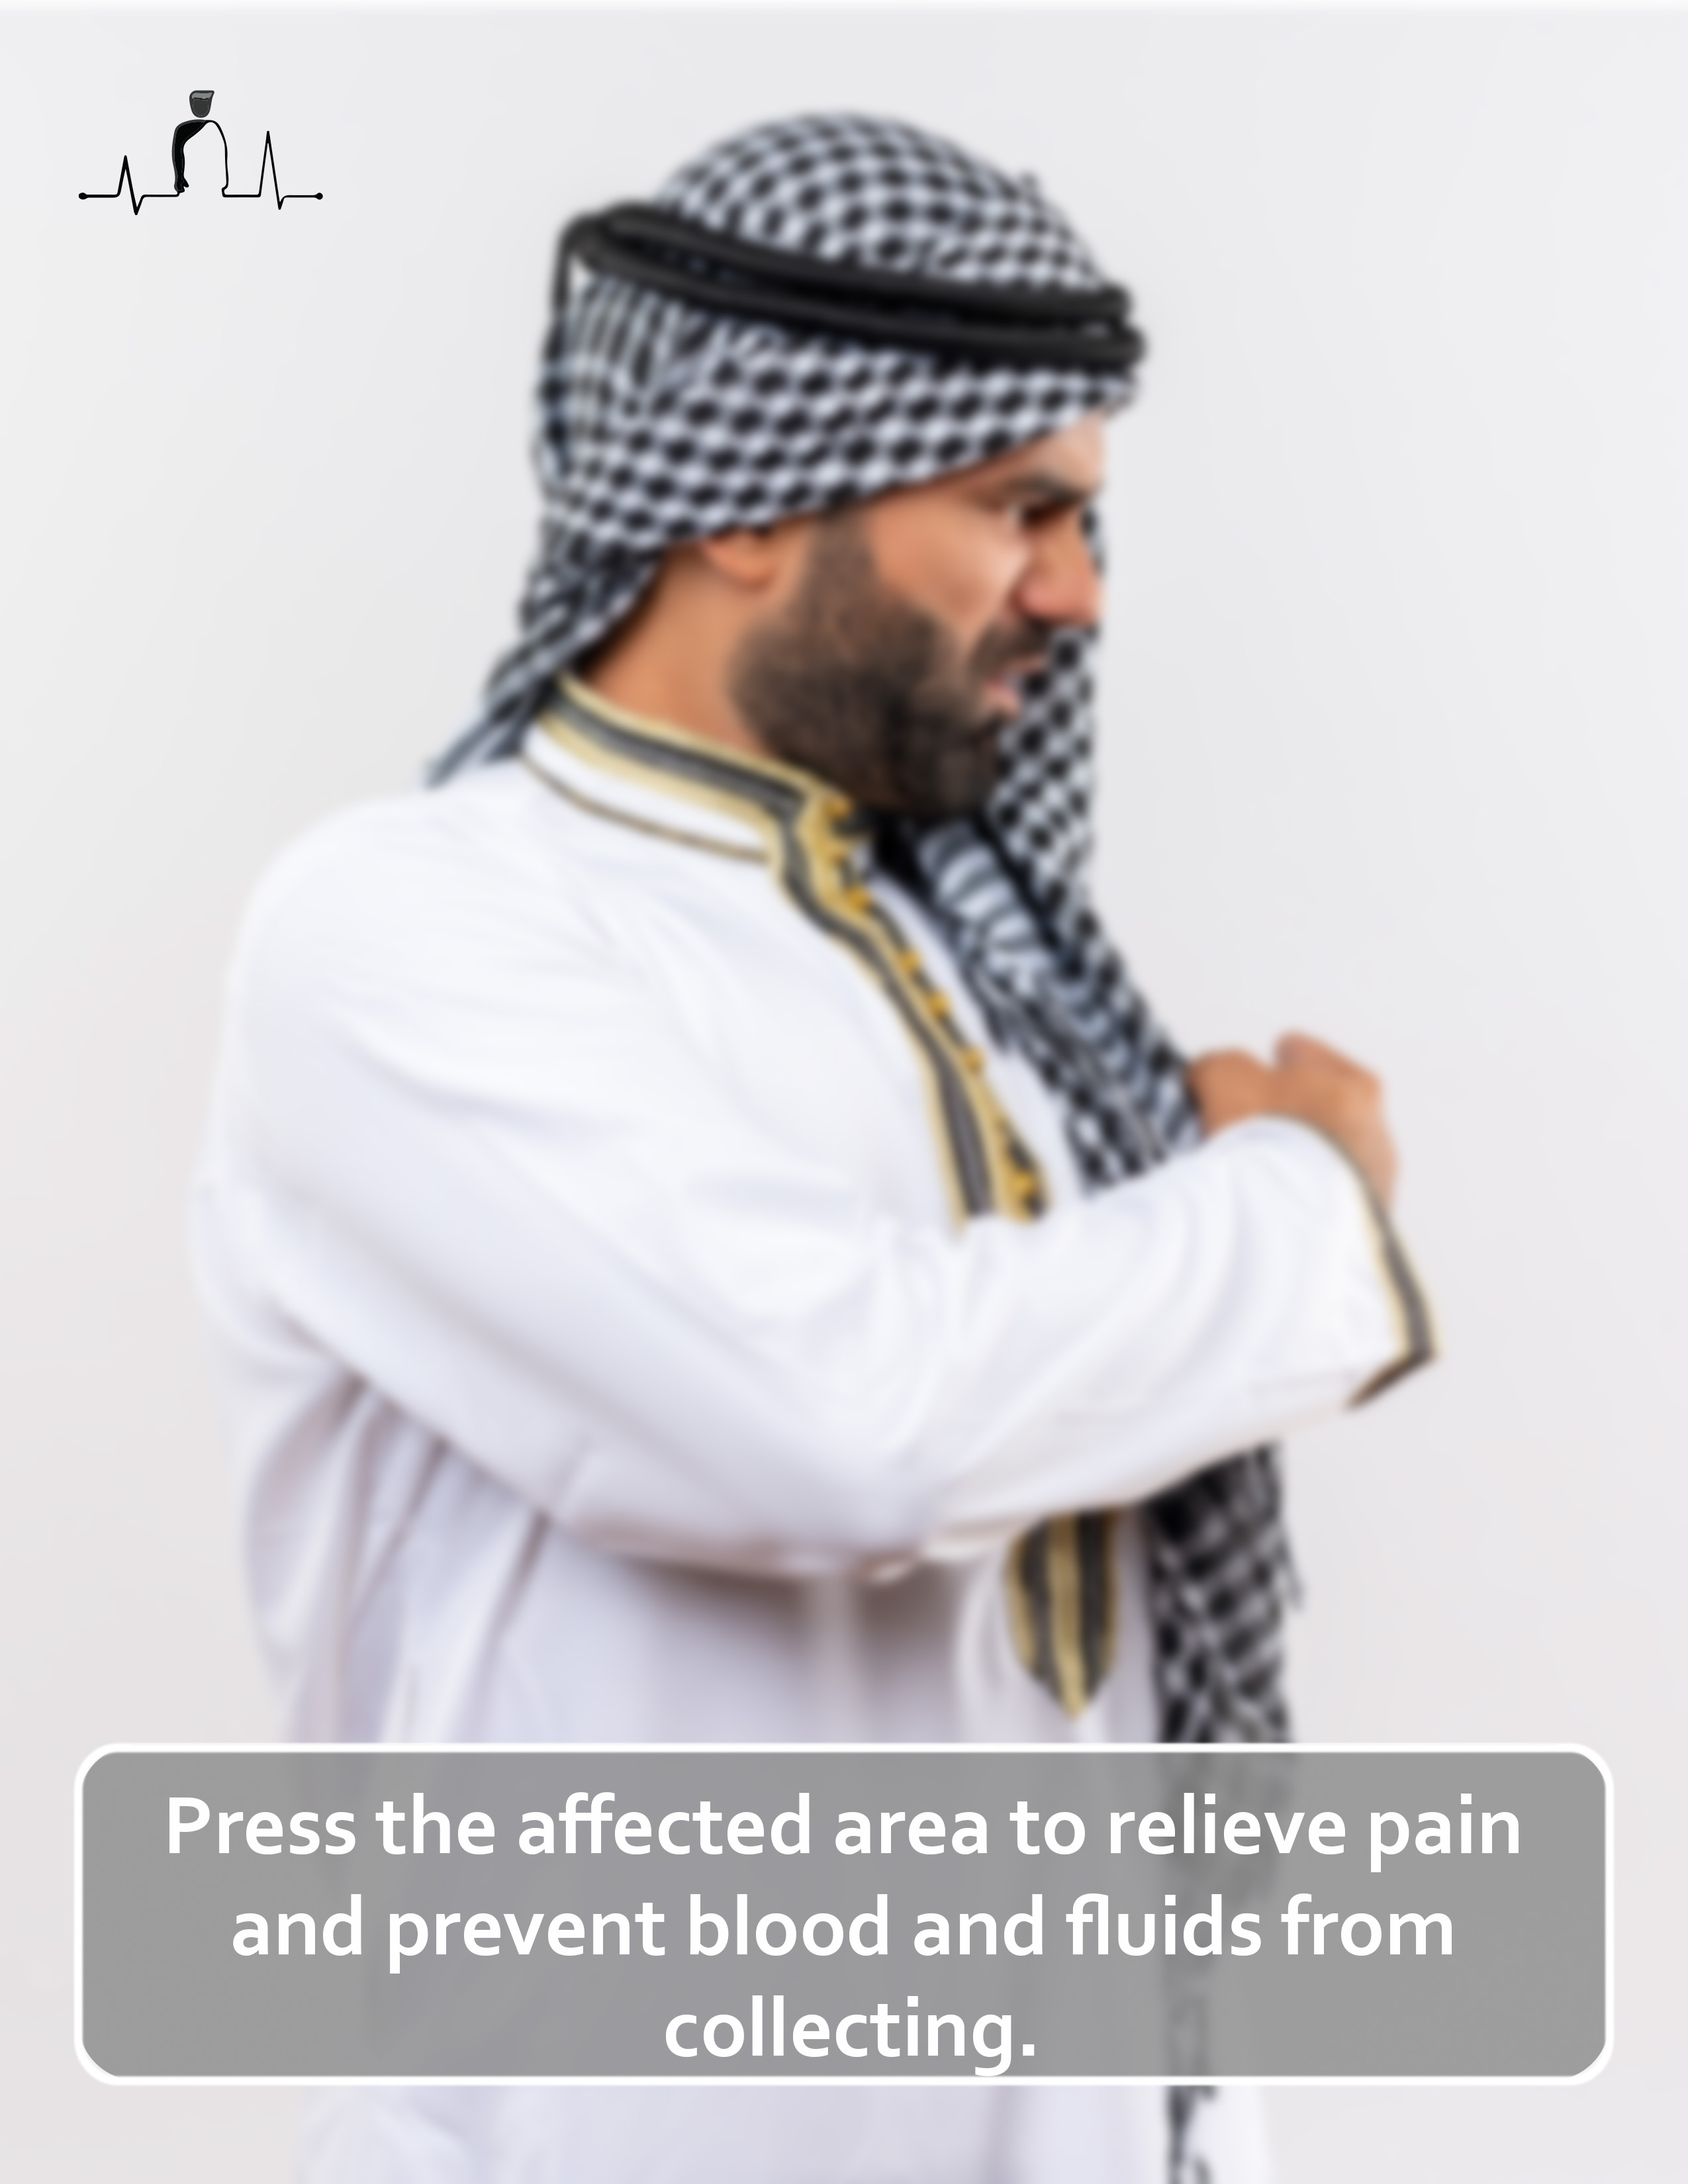 Press the affected area to relieve pain
and prevent blood and fluids from
collecting.